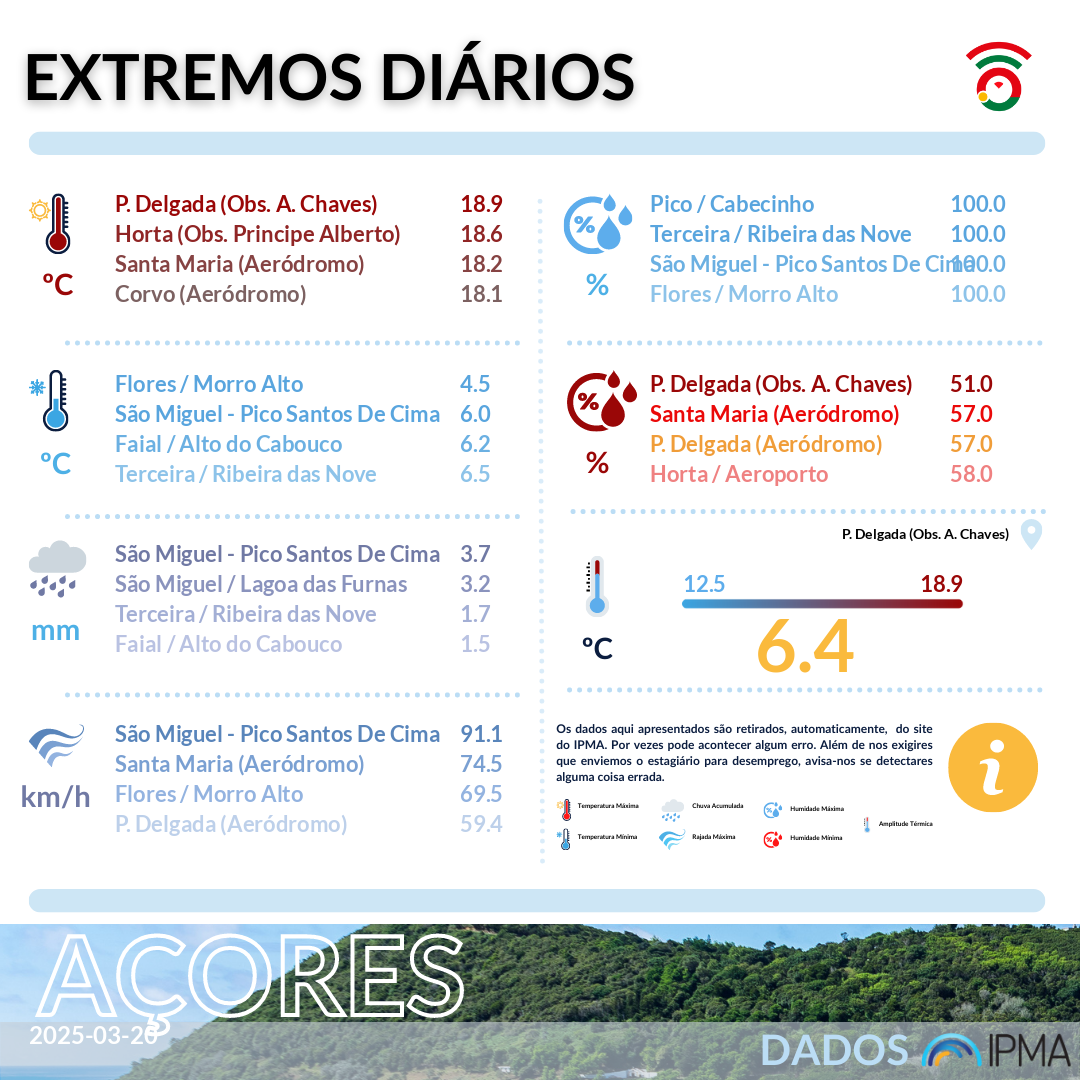 EXTREMOS DIÁRIOS
P. Delgada (Obs. A. Chaves) 18.9
Horta (Obs. Principe Alberto) 18.6
Santa Maria (Aeródromo) 18.2
Corvo (Aeródromo) 18.1
ºC
Flores / Morro Alto 4.5
São Miguel - Pico Santos De Cima 6.0
Faial / Alto do Cabouco 6.2
Terceira / Ribeira das Nove 6.5
ºC
São Miguel - Pico Santos De Cima 3.7
São Miguel / Lagoa das Furnas 3.2
Terceira / Ribeira das Nove 1.7
Faial / Alto do Cabouco 1.5
mm
São Miguel - Pico Santos De Cima 91.1
Santa Maria (Aeródromo) 74.5
Flores / Morro Alto 69.5
P. Delgada (Aeródromo) 59.4
km/h
%
Pico / Cabecinho 100.0
Terceira / Ribeira das Nove 100.0
São Miguel - Pico Santos De Cima 100.0
Flores / Morro Alto 100.0
%
%
P. Delgada (Obs. A. Chaves) 51.0
Santa Maria (Aeródromo) 57.0
P. Delgada (Aeródromo) 57.0
Horta / Aeroporto 58.0
%
P. Delgada (Obs. A. Chaves)
12.5 18.9
6.4
ºC
Os dados aqui apresentados são retirados, automaticamente, do site
do IPMA. Por vezes pode acontecer algum erro. Além de nos exigires
que enviemos o estagiário para desemprego, avisa-nos se detectares
alguma coisa errada.
i
Temperatura Máxima Chuva Acumulada Humidade Máxima
Amplitude Térmica
Temperatura Mínima Rajada Máxima Humidade Mínima
AÇORES
2025-03-20
DADOS IPMA